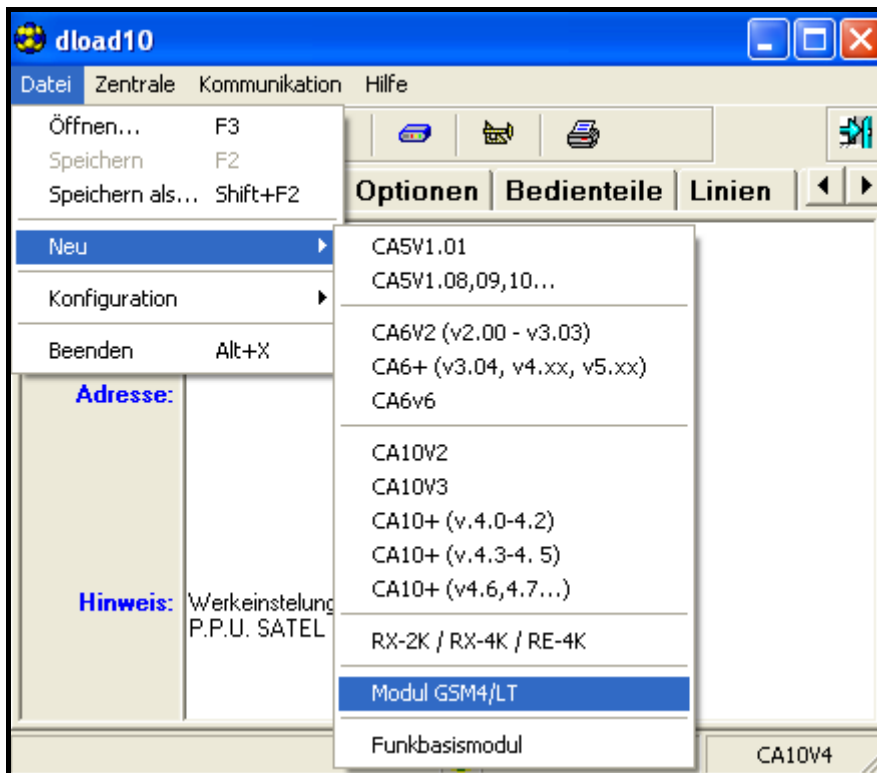 dload10
Datei Zentrale Kommunikation Hilfe
Öffnen... F3
Speichern F2
Speichern als... Shift+F2
Neu
Konfiguration
Beenden Alt+X
Optionen Bedienteile Linien
CA5V1.01
CA5V1.08,09,10...
CA6V2 (v2.00 - v3.03)
CA6+ (v3.04, v4.xx, v5.xx)
CA6v6
CA10V2
CA10V3
CA10+ (v.4.0-4.2)
CA10+ (v.4.3-4. 5)
CA10+ (v4.6,4.7...)
RX-2K / RX-4K / RE-4K
Modul GSM4/LT
Funkbasismodul
Adresse:
Hinweis: Werkeinstelung
P.P.U. SATEL
CA10V4